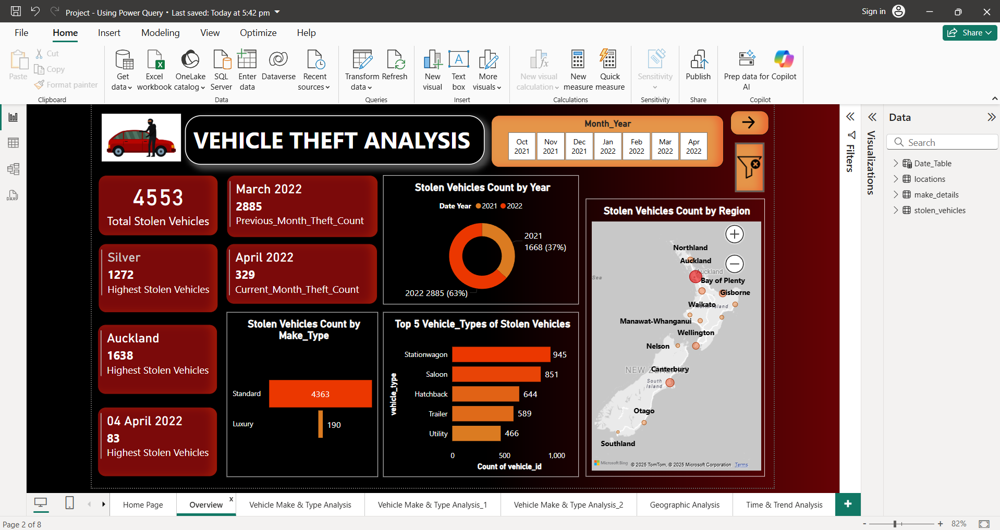 Project - Using Power Query • Last saved: Today at 5:42 pm
Sign in
File Home Insert Modeling View Optimize Help
Share
Paste
Cut
Copy
Format painter
Clipboard
Get data
Excel workbook
OneLake catalog
SQL Server
Enter data
Dataverse
Recent sources
Data
Transform data
Refresh
Queries
New visual
Text box
More visuals
Insert
New visual calculation
New measure
Quick measure
Calculations
Sensitivity
Sensitivity
Publish
Share
Prep data for AI
Copilot
Copilot
VEHICLE THEFT ANALYSIS
Month_Year
Oct 2021
Nov 2021
Dec 2021
Jan 2022
Feb 2022
Mar 2022
Apr 2022
4553
Total Stolen Vehicles
March 2022
2885
Previous_Month_Theft_Count
Silver
1272
Highest Stolen Vehicles
April 2022
329
Current_Month_Theft_Count
Auckland
1638
Highest Stolen Vehicles
04 April 2022
83
Highest Stolen Vehicles
Stolen Vehicles Count by Year
Date Year 2021 2022
2021
1668 (37%)
2022 2885 (63%)
Stolen Vehicles Count by
Make_Type
Standard
4363
Luxury
190
Top 5 Vehicle_Types of Stolen Vehicles
vehicle_type
Stationwagon 945
Saloon 851
Hatchback 644
Trailer 589
Utility 466
0 500 1,000
Count of vehicle_id
Stolen Vehicles Count by Region
Northland
Auckland
Auckland
Sea
Bay of Plenty
Gisborne
Waikato
North Island
Manawat-Whanganui
Wellington
Nelson
NEW ZEALAND
Canterbury
South
Island
Otago
Southland
Microsoft Bing
© 2025 TomTom, © 2025 Microsoft Corporation Terms
Filters
Visualizations
Data
Search
Date_Table
locations
make_details
stolen_vehicles
DAX
Home Page
Overview
x
Vehicle Make & Type Analysis
Vehicle Make & Type Analysis_1
Vehicle Make & Type Analysis_2
Geographic Analysis
Time & Trend Analysis
+
Page 2 of 8
- + 82%